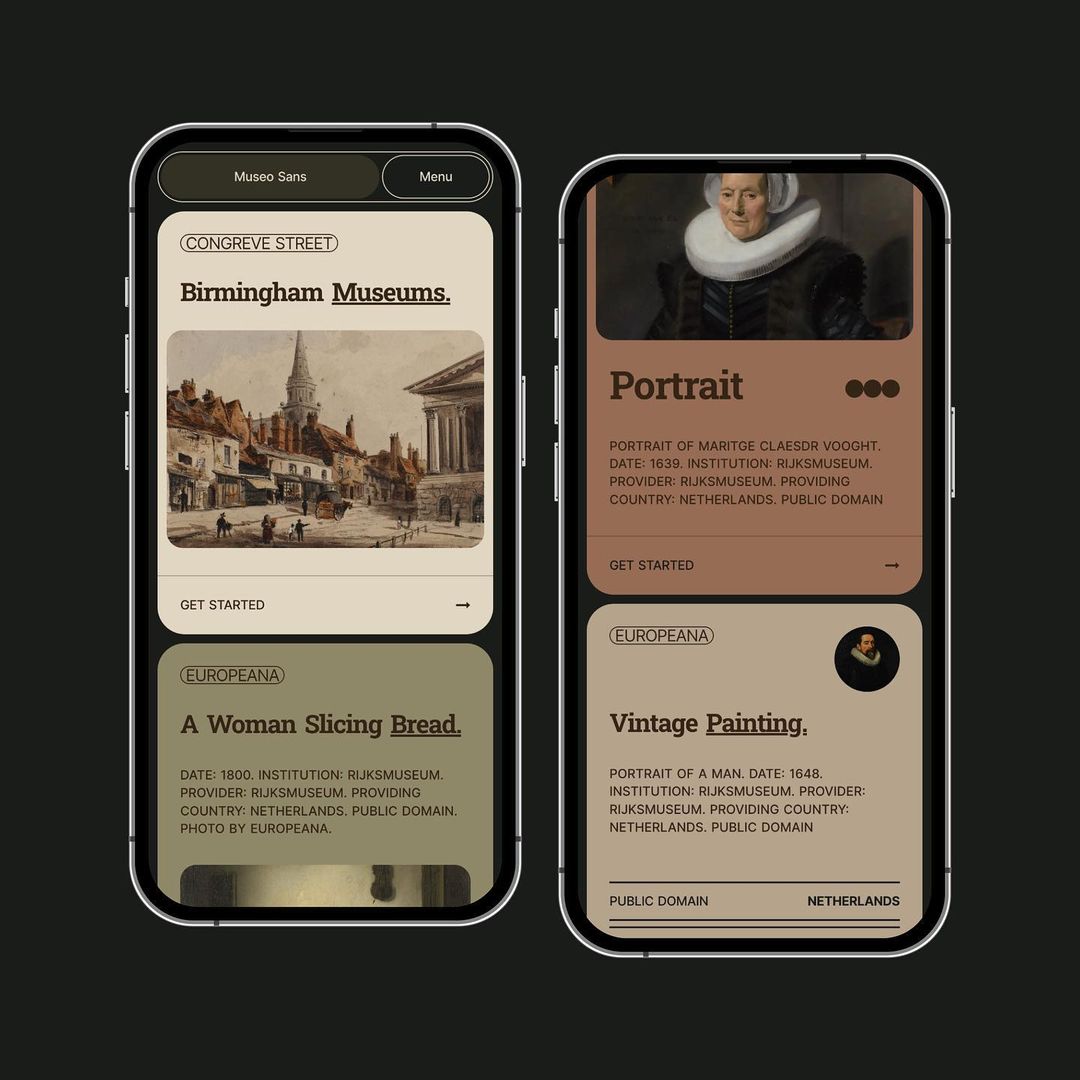 Museo Sans
Menu
CONGREVE STREET
Birmingham Museums.
GET STARTED
EUROPEANA
A Woman Slicing Bread.
DATE: 1800. INSTITUTION: RIJKSMUSEUM.
PROVIDER: RIJKSMUSEUM. PROVIDING
COUNTRY: NETHERLANDS. PUBLIC DOMAIN.
PHOTO BY EUROPEANA.
Portrait
PORTRAIT OF MARITGE CLAESDR VOOGHT.
DATE: 1639. INSTITUTION: RIJKSMUSEUM.
PROVIDER: RIJKSMUSEUM. PROVIDING
COUNTRY: NETHERLANDS. PUBLIC DOMAIN
GET STARTED
EUROPEANA
Vintage Painting.
PORTRAIT OF A MAN. DATE: 1648.
INSTITUTION: RIJKSMUSEUM. PROVIDER:
RIJKSMUSEUM. PROVIDING COUNTRY:
NETHERLANDS. PUBLIC DOMAIN
PUBLIC DOMAIN
NETHERLANDS